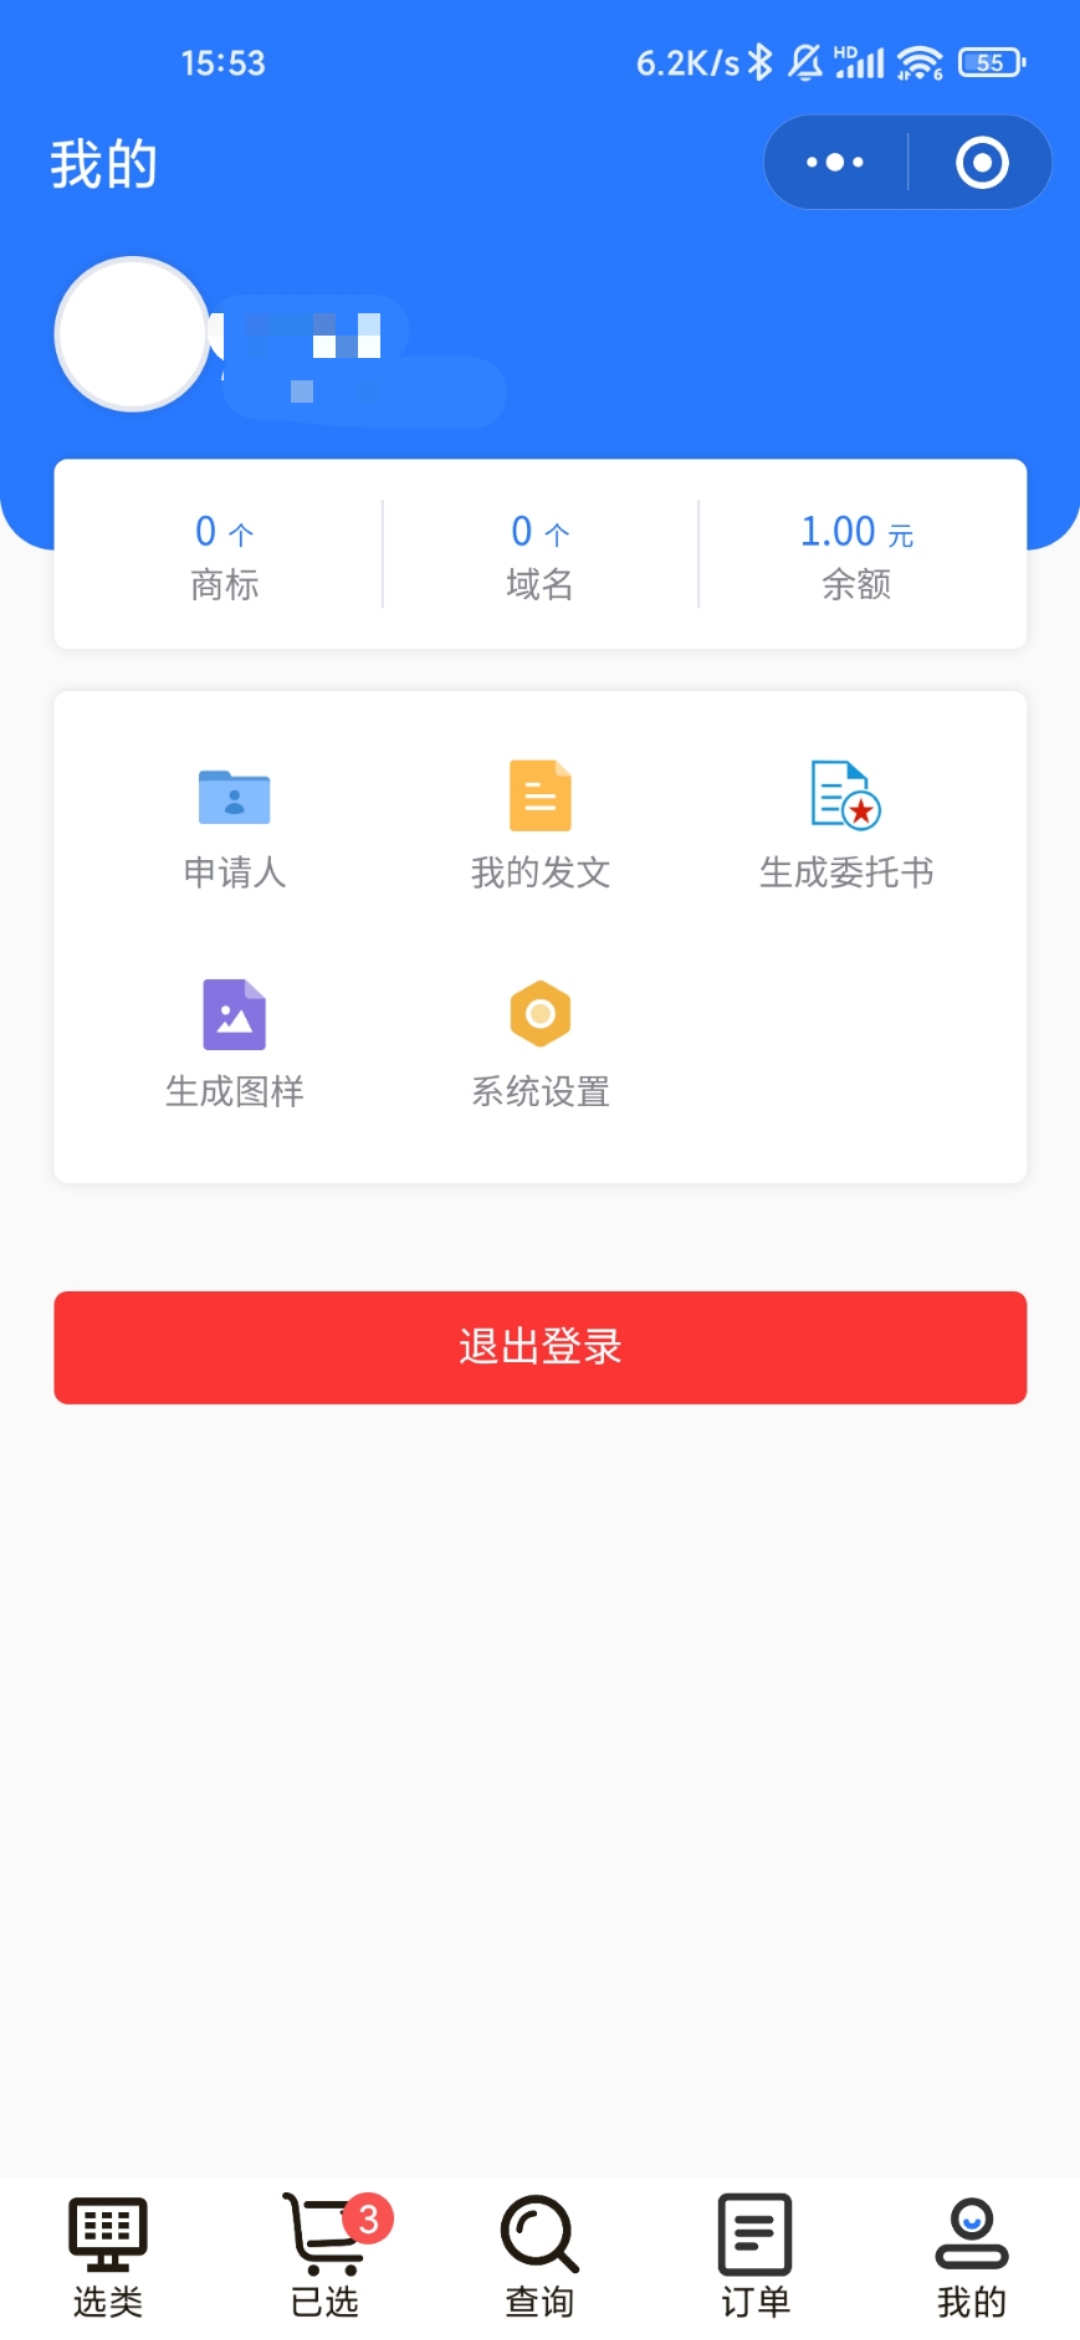 15:53 6.2K/s HD 6 55
我的
0 个 0 个 1.00 元
商标 域名 余额
申请人 我的发文 生成委托书
生成图样 系统设置
退出登录
3
选类 已选 查询 订单 我的